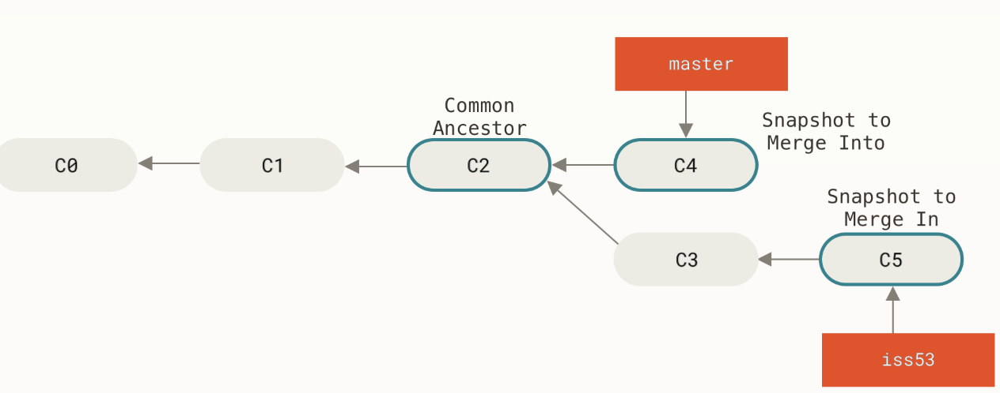 master
Common
Ancestor
Snapshot to
Merge Into
C0
C1
C2
C4
Snapshot to
Merge In
C3
C5
iss53